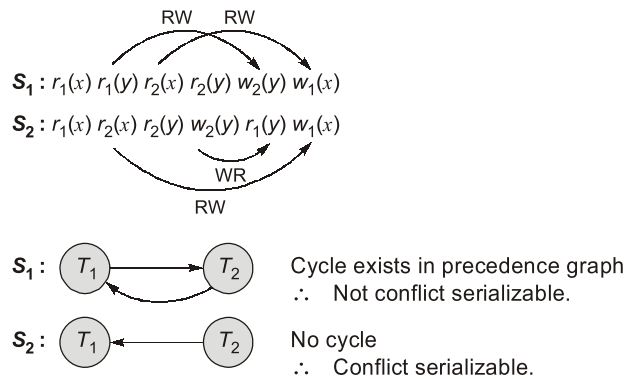 RW RW
S₁ : r₁(x) r₁(y) r₂(x) r₂(y) w₂(y) w₁(x)
S₂ : r₁(x) r₂(x) r₂(y) w₂(y) r₁(y) w₁(x)
WR
RW
S₁ : T₁ T₂ Cycle exists in precedence graph
∴ Not conflict serializable.
S₂ : T₁ T₂ No cycle
∴ Conflict serializable.